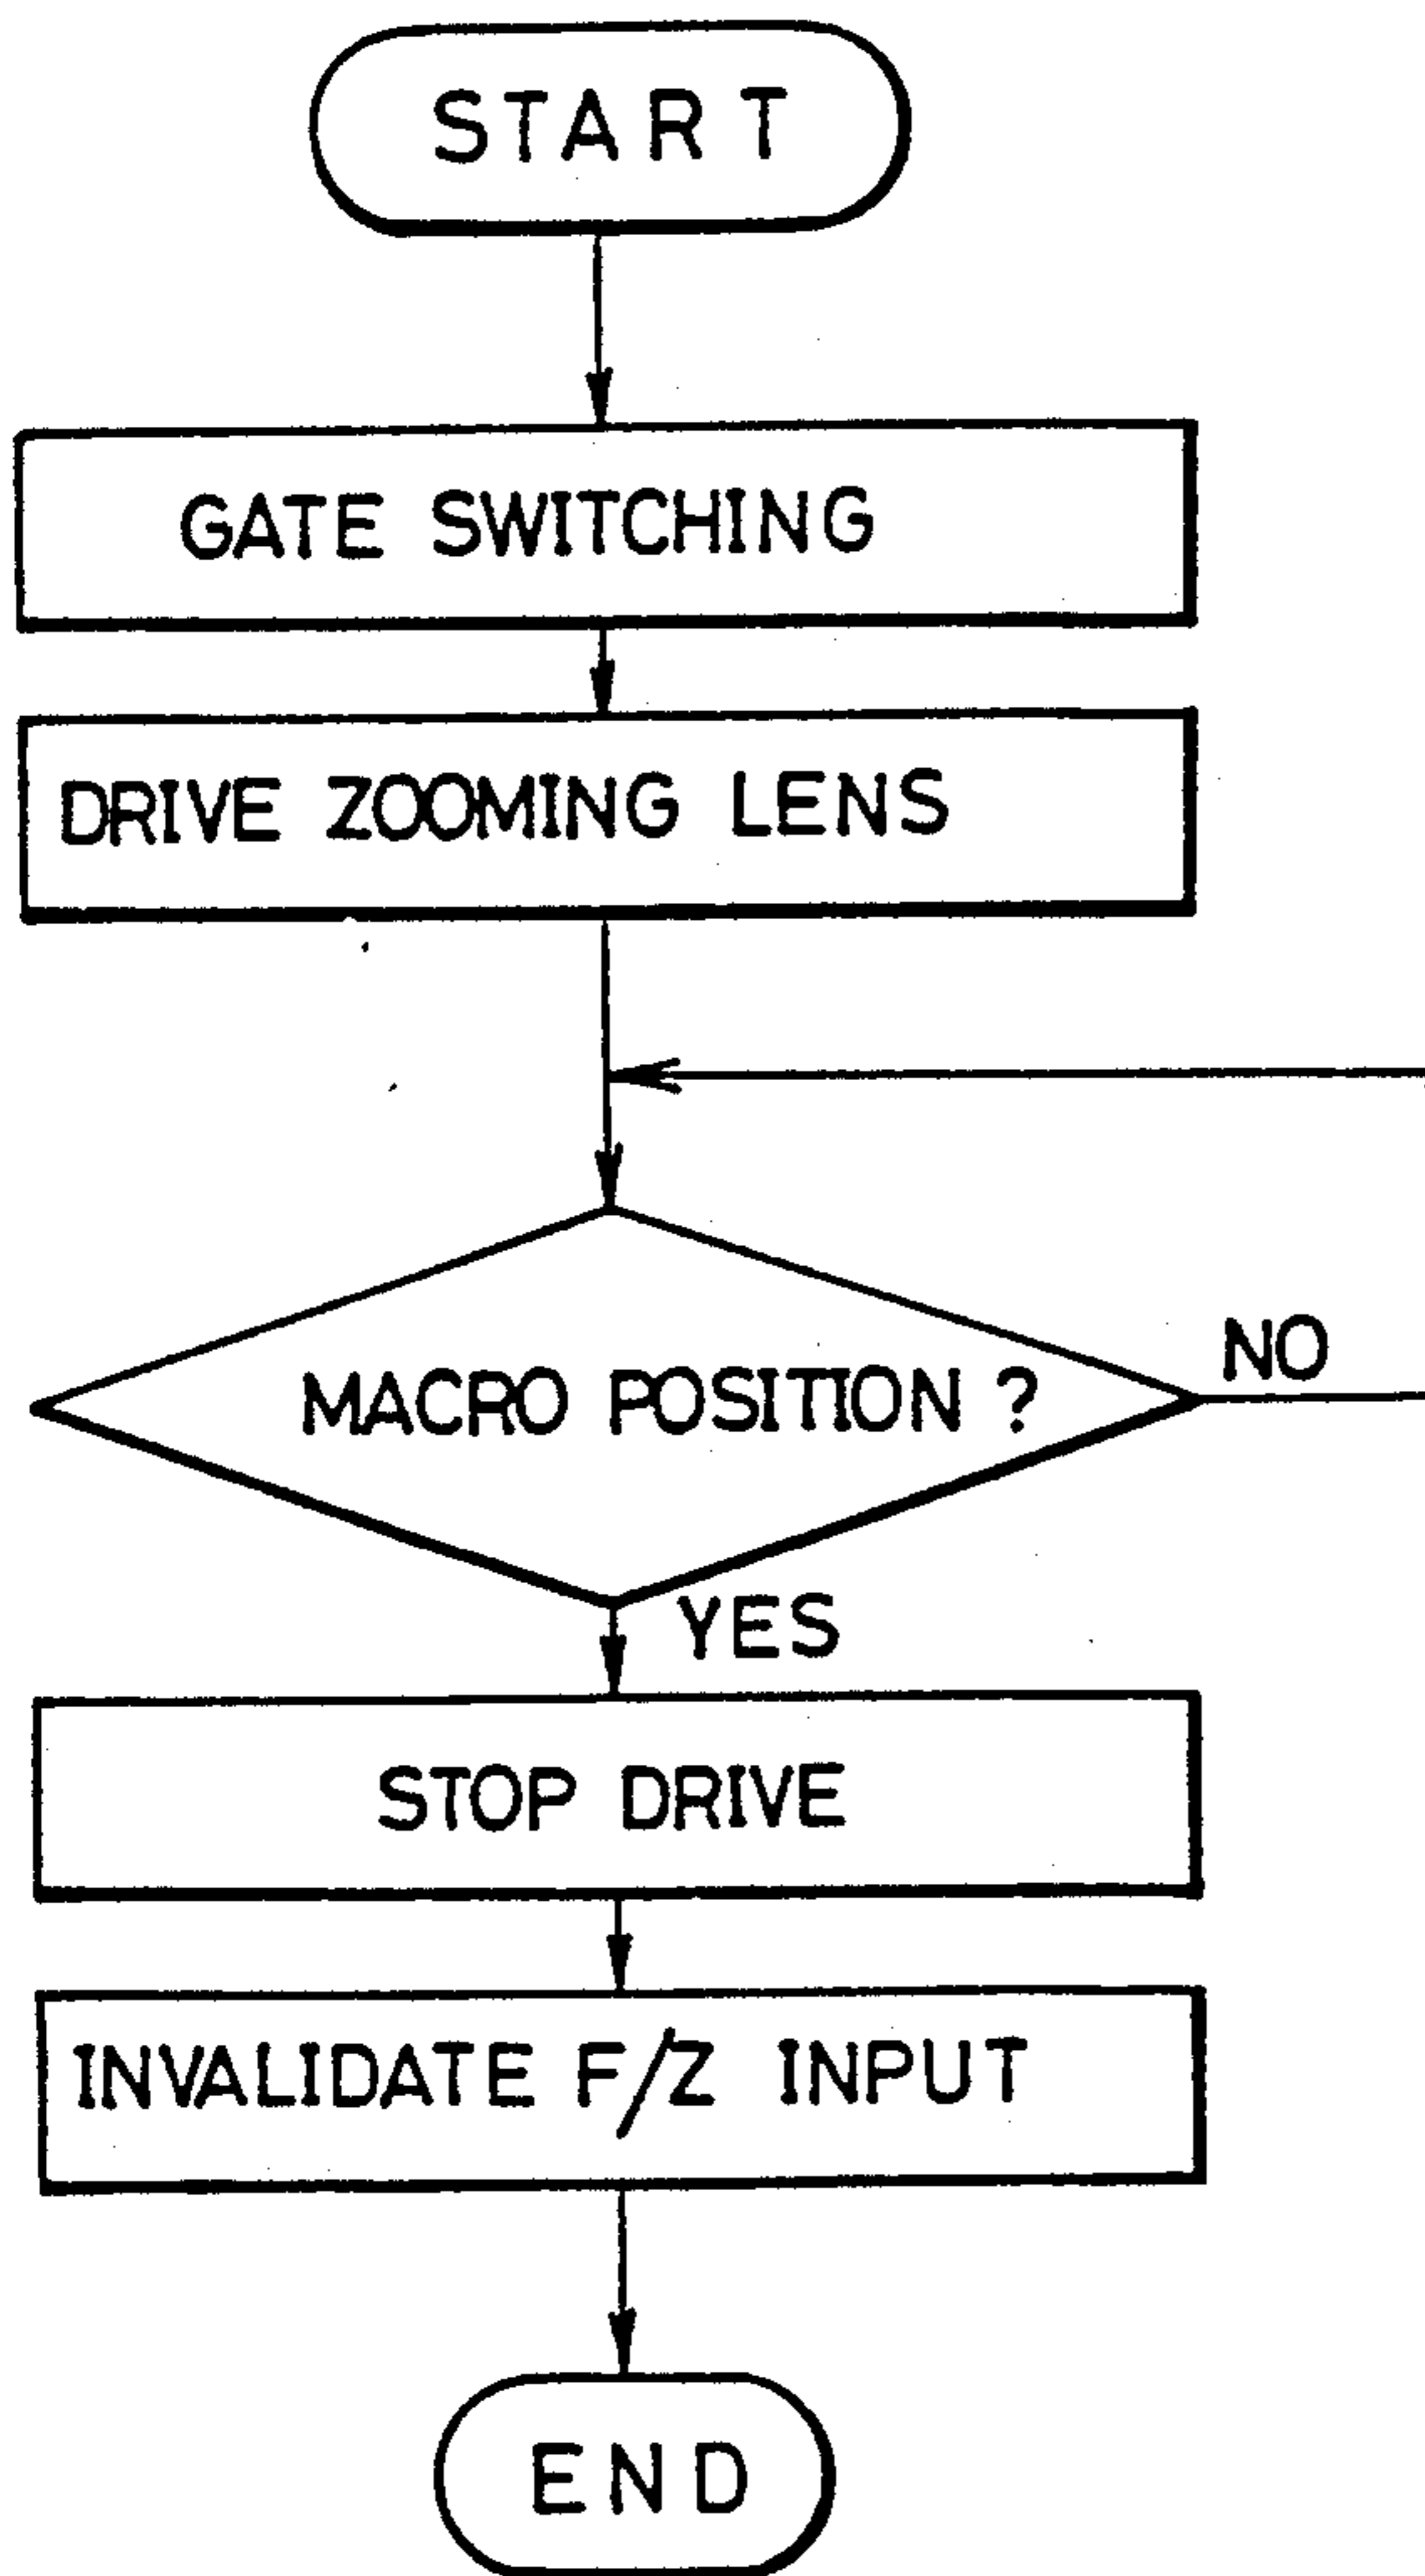 START
GATE SWITCHING
DRIVE ZOOMING LENS
MACRO POSITION ?
NO
YES
STOP DRIVE
INVALIDATE F/Z INPUT
END